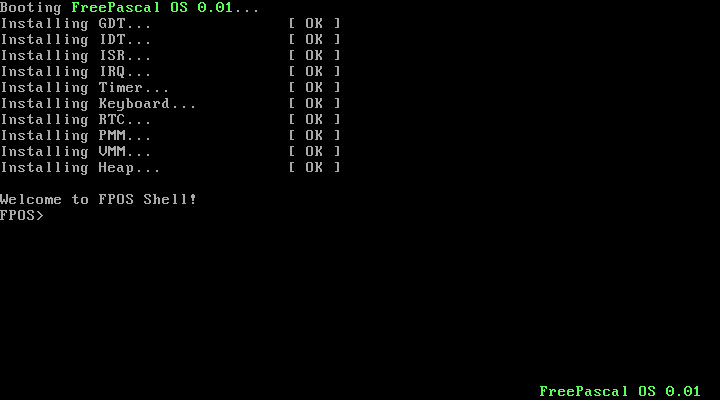 Booting FreePascal OS 0.01...
Installing GDT... [ OK ]
Installing IDT... [ OK ]
Installing ISR... [ OK ]
Installing IRQ... [ OK ]
Installing Timer... [ OK ]
Installing Keyboard... [ OK ]
Installing RTC... [ OK ]
Installing PMM... [ OK ]
Installing VMM... [ OK ]
Installing Heap... [ OK ]
Welcome to FPOS Shell!
FPOS>
FreePascal OS 0.01